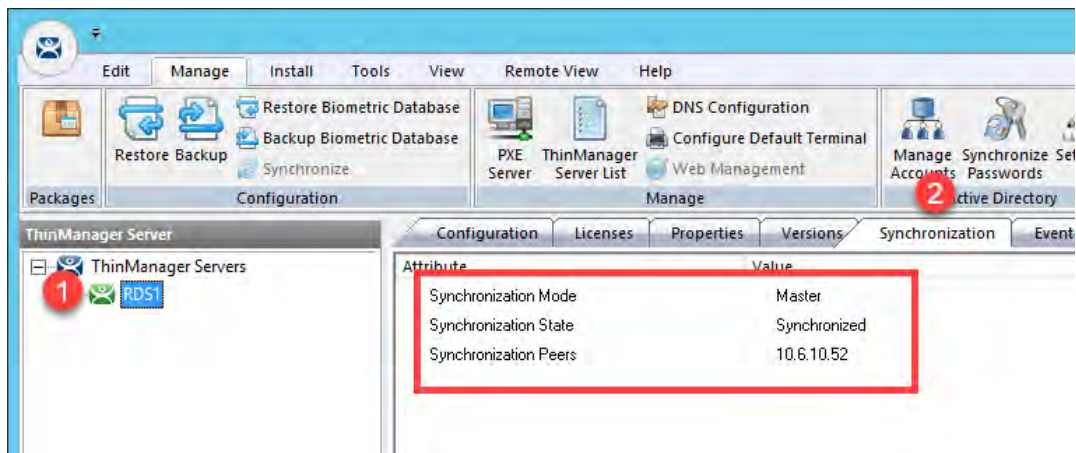 Edit Manage Install Tools View Remote View Help
Restore Biometric Database
Backup Biometric Database
Restore Backup
Synchronize
PXE Server
ThinManager Server List
DNS Configuration
Configure Default Terminal
Web Management
Manage Accounts
Synchronize Passwords
Packages Configuration Manage
2
ThinManager Server
Configuration Licenses Properties Versions Synchronization
ThinManager Servers
1 RDS1
Attribute Value
Synchronization Mode Master
Synchronization State Synchronized
Synchronization Peers 10.6.10.52